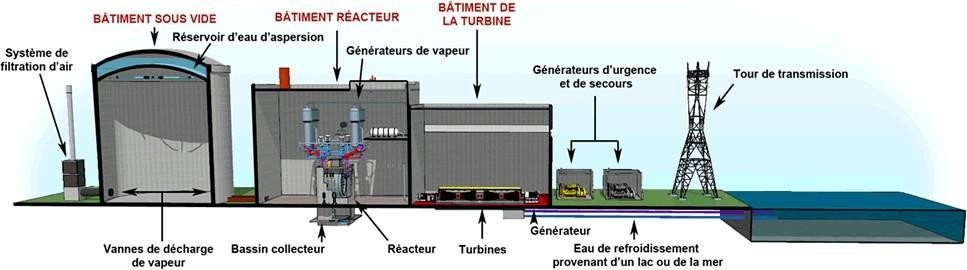 BÂTIMENT SOUS VIDE
Réservoir d'eau d'aspersion
Système de
filtration d'air
BÂTIMENT RÉACTEUR
Générateurs de vapeur
BÂTIMENT DE
LA TURBINE
Générateurs d'urgence
et de secours
Tour de transmission
Vannes de décharge
de vapeur
Bassin collecteur
Réacteur
Turbines
Générateur
Eau de refroidissement
provenant d'un lac ou de la mer